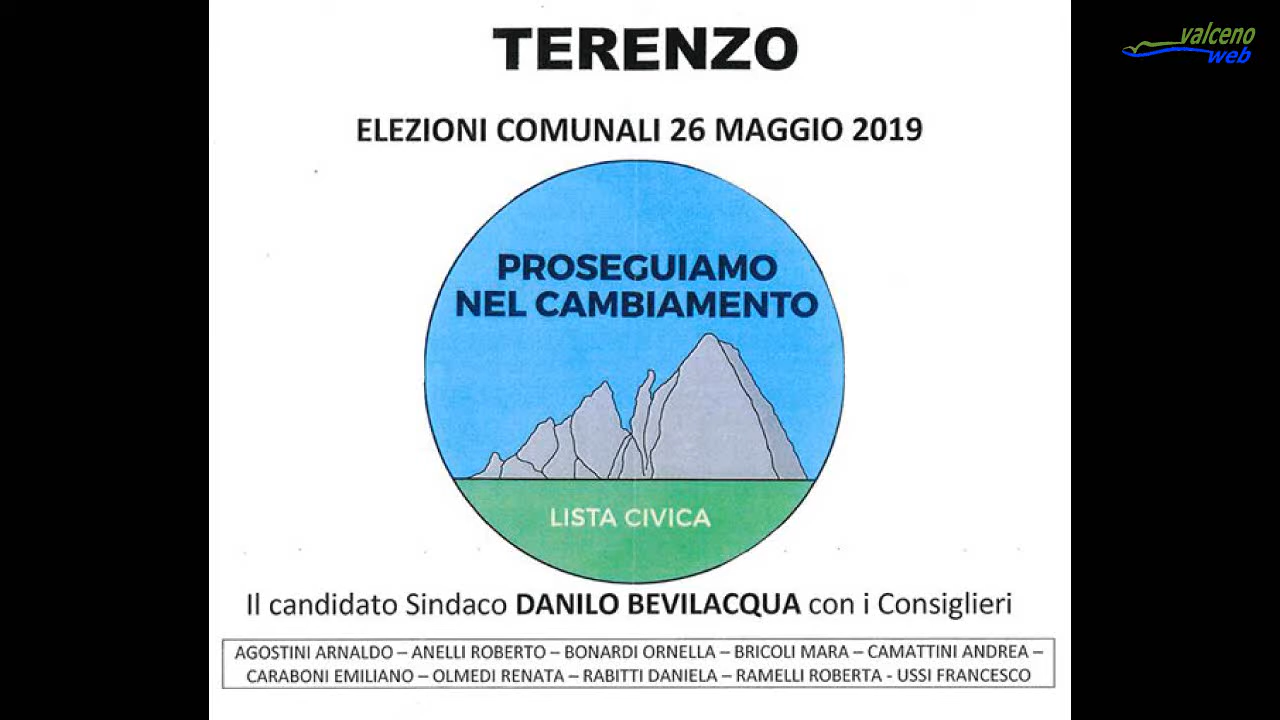 TERENZO
valceno
web
ELEZIONI COMUNALI 26 MAGGIO 2019
PROSEGUIAMO
NEL CAMBIAMENTO
LISTA CIVICA
Il candidato Sindaco DANILO BEVILACQUA con i Consiglieri
AGOSTINI ARNALDO – ANELLI ROBERTO – BONARDI ORNELLA – BRICOLI MARA – CAMATTINI ANDREA –
CARABONI EMILIANO – OLMEDI RENATA – RABITTI DANIELA – RAMELLI ROBERTA - USSI FRANCESCO